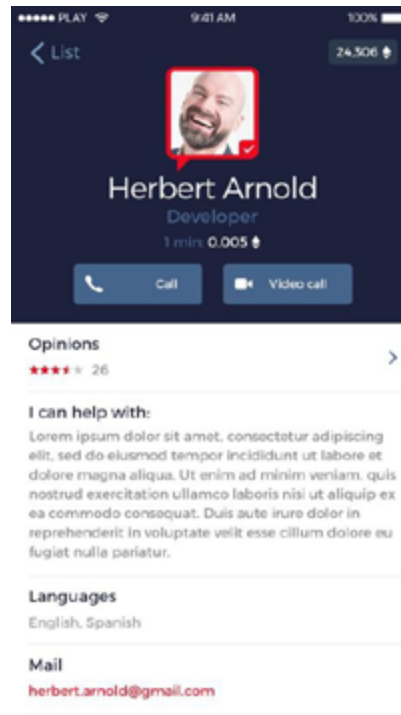 PLAY 9:41 AM 100%
List 24,306
Herbert Arnold
Developer
1 min: 0.005
Call Video call
Opinions
26
I can help with:
Lorem ipsum dolor sit amet, consectetur adipiscing
elit, sed do eiusmod tempor incididunt ut labore et
dolore magna aliqua. Ut enim ad minim veniam, quis
nostrud exercitation ullamco laboris nisi ut aliquip ex
ea commodo consequat. Duis aute irure dolor in
reprehenderit in voluptate velit esse cillum dolore eu
fugiat nulla pariatur.
Languages
English, Spanish
Mail
herbert.arnold@gmail.com